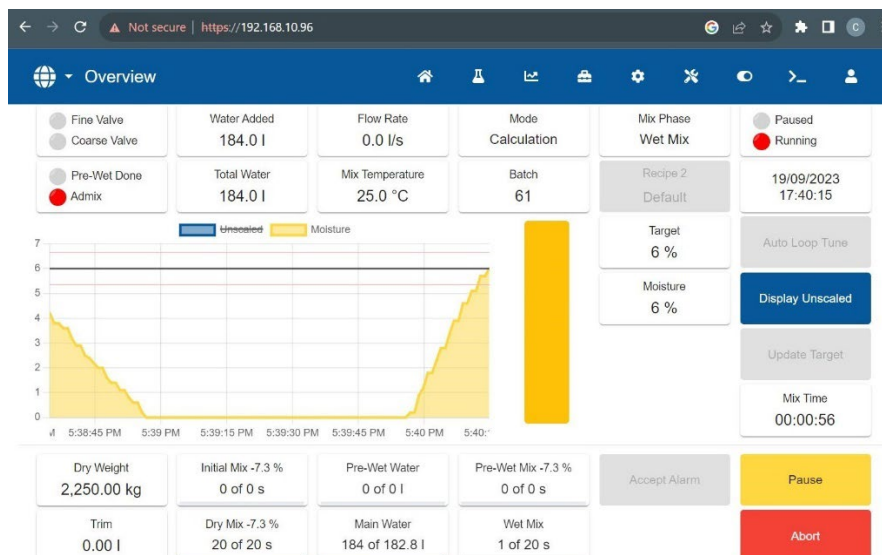 Not secure | https://192.168.10.96
C
Overview
Fine Valve
Coarse Valve
Water Added
184.0 l
Flow Rate
0.0 l/s
Mode
Calculation
Mix Phase
Wet Mix
Paused
Running
Pre-Wet Done
Admix
Total Water
184.0 l
Mix Temperature
25.0 °C
Batch
61
Recipe 2
Default
19/09/2023
17:40:15
Unscaled
Moisture
7
6
5
4
3
2
1
0
5:38:45 PM 5:39 PM 5:39:15 PM 5:39:30 PM 5:39:45 PM 5:40 PM 5:40:
Target
6 %
Moisture
6 %
Auto Loop Tune
Display Unscaled
Update Target
Mix Time
00:00:56
Dry Weight
2,250.00 kg
Initial Mix -7.3 %
0 of 0 s
Pre-Wet Water
0 of 0 l
Pre-Wet Mix -7.3 %
0 of 0 s
Accept Alarm
Pause
Trim
0.00 l
Dry Mix -7.3 %
20 of 20 s
Main Water
184 of 182.8 l
Wet Mix
1 of 20 s
Abort